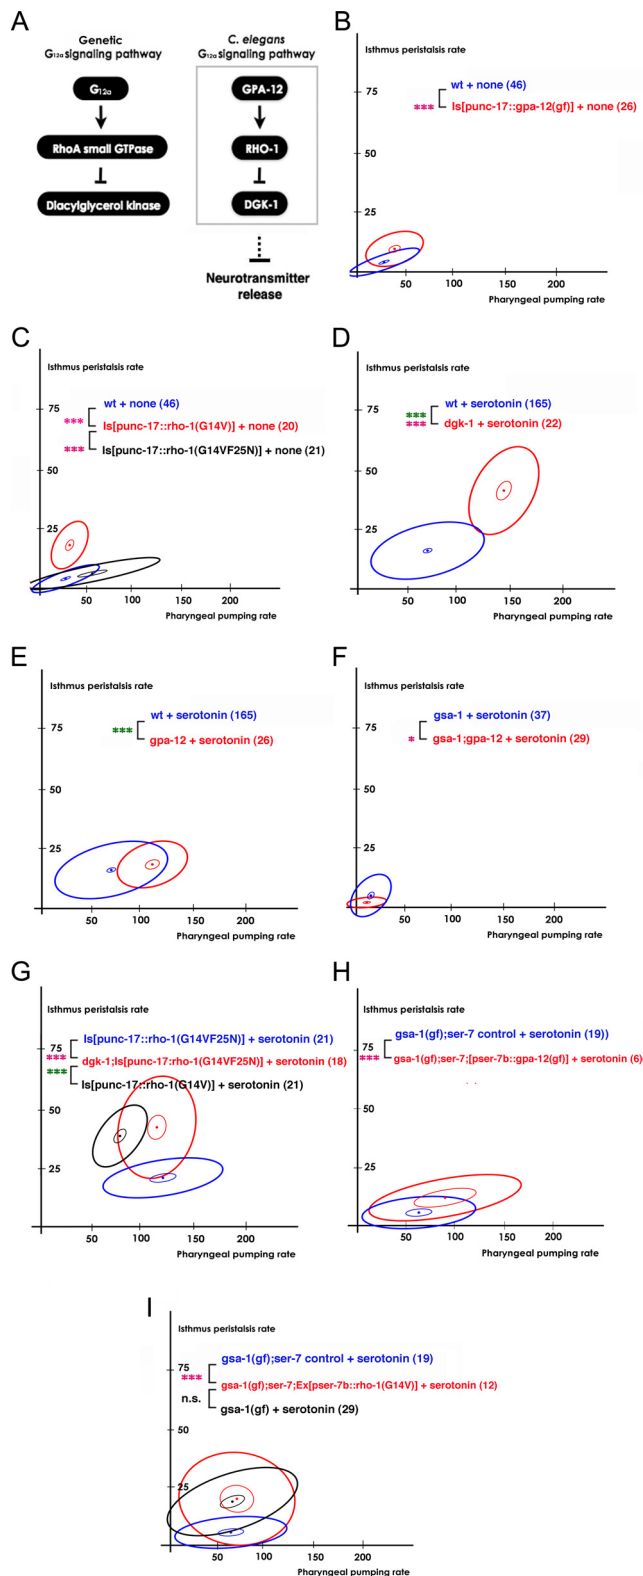 A
Genetic
G12α signaling pathway
G12α
RhoA small GTPase
Diacylglycerol kinase
C. elegans
G12α signaling pathway
GPA-12
RHO-1
DGK-1
Neurotransmitter
release
B
Isthmus peristalsis rate
75
50
25
wt + none (46)
*** Is[punc-17::gpa-12(gf)] + none (26)
50 100 150 200
Pharyngeal pumping rate
C
Isthmus peristalsis rate
75
50
25
wt + none (46)
***
Is[punc-17::rho-1(G14V)] + none (20)
***
Is[punc-17::rho-1(G14VF25N)] + none (21)
50 100 150 200
Pharyngeal pumping rate
D
Isthmus peristalsis rate
75
50
25
wt + serotonin (165)
***
*** dgk-1 + serotonin (22)
50 100 150 200
Pharyngeal pumping rate
E
Isthmus peristalsis rate
75
50
25
wt + serotonin (165)
***
gpa-12 + serotonin (26)
50 100 150 200
Pharyngeal pumping rate
F
Isthmus peristalsis rate
75
50
25
gsa-1 + serotonin (37)
* gsa-1;gpa-12 + serotonin (29)
50 100 150 200
Pharyngeal pumping rate
G
Isthmus peristalsis rate
75
50
25
Is[punc-17::rho-1(G14VF25N)] + serotonin (21)
***
dgk-1;Is[punc-17:rho-1(G14VF25N)] + serotonin (18)
***
Is[punc-17::rho-1(G14V)] + serotonin (21)
50 100 150 200
Pharyngeal pumping rate
H
Isthmus peristalsis rate
75
50
25
gsa-1(gf);ser-7 control + serotonin (19))
*** gsa-1(gf);ser-7;[pser-7b::gpa-12(gf)] + serotonin (6)
50 100 150 200
Pharyngeal pumping rate
I
Isthmus peristalsis rate
75
50
25
gsa-1(gf);ser-7 control + serotonin (19)
***
gsa-1(gf);ser-7;Ex[pser-7b::rho-1(G14V)] + serotonin (12)
n.s.
gsa-1(gf) + serotonin (29)
50 100 150 200
Pharyngeal pumping rate